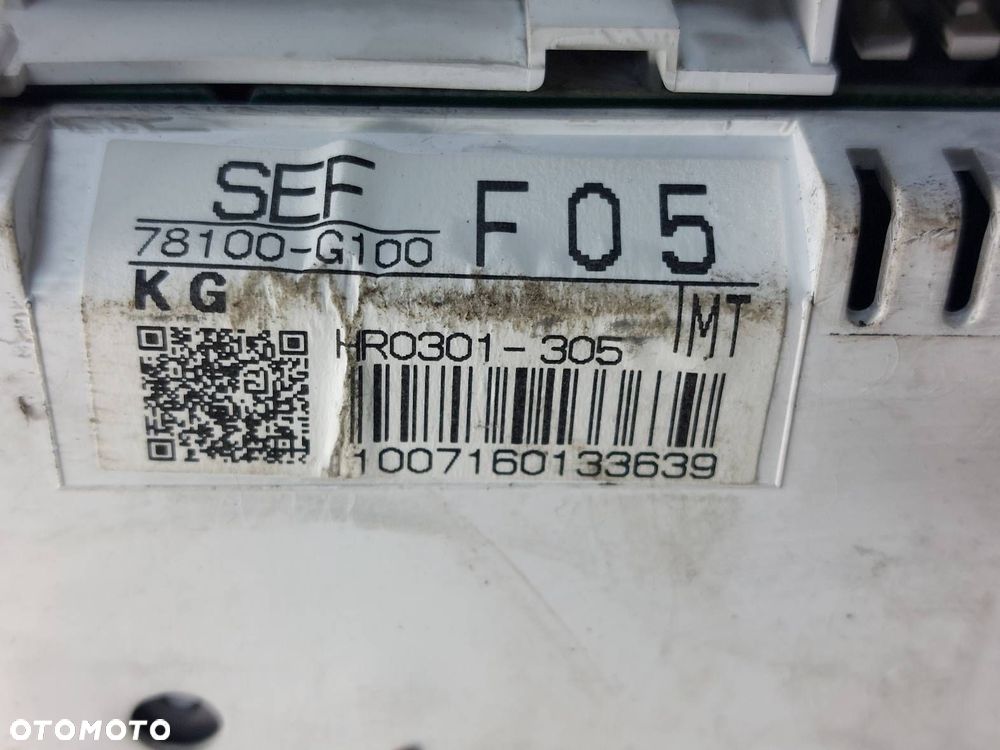 SEF
F05
78100-G100
KG
MT
HR0301-305
1007160133639
OTOMOTO